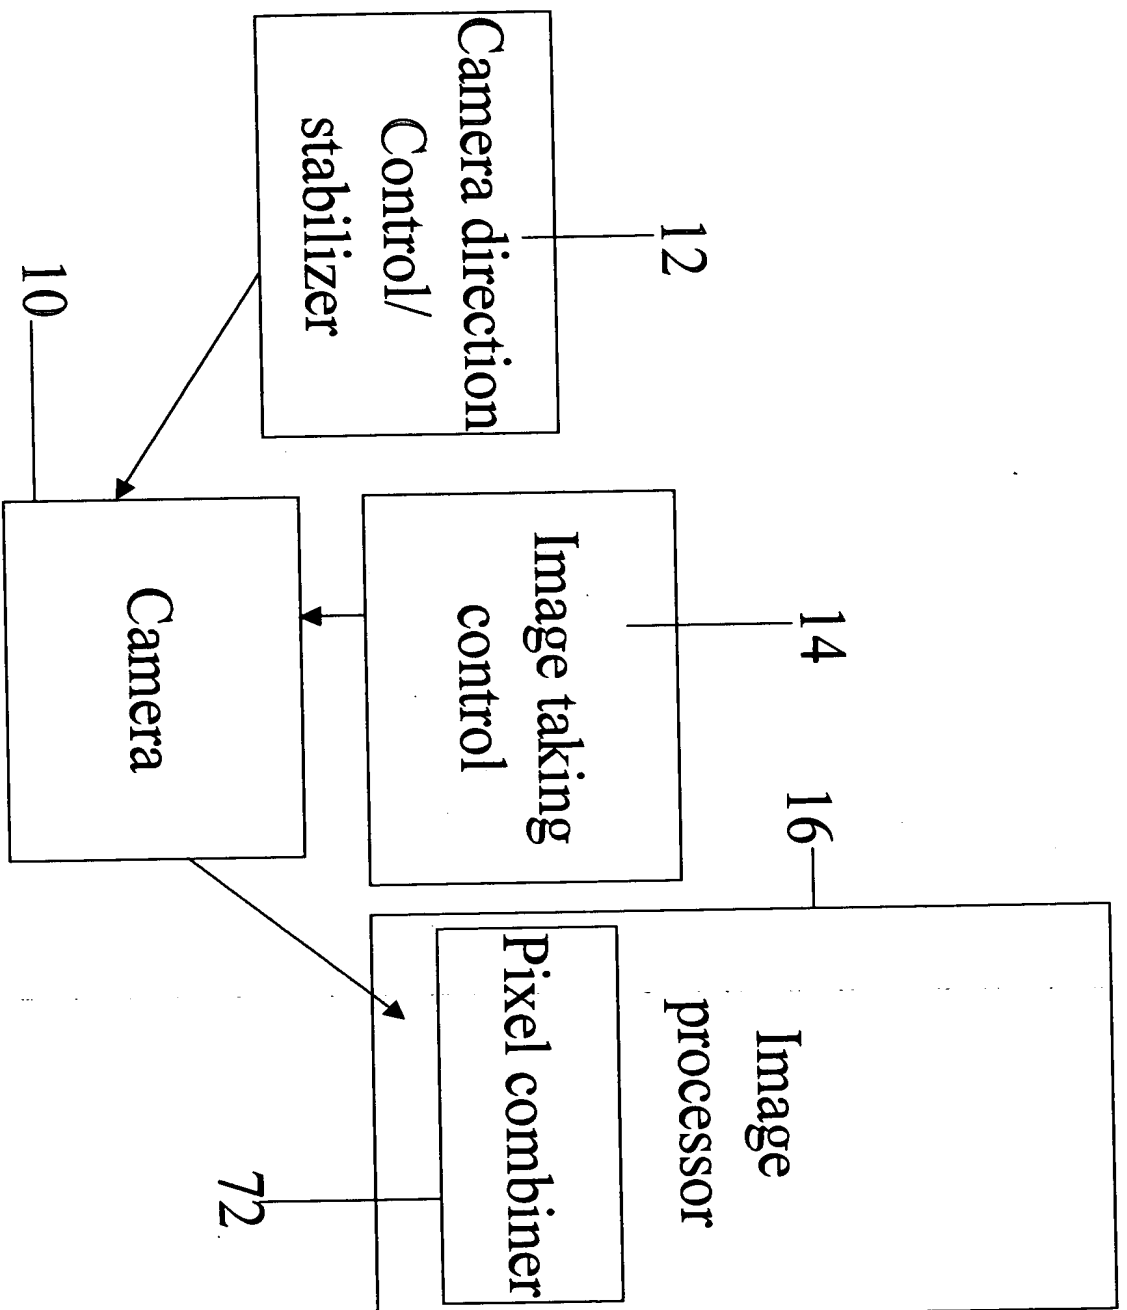 12
Camera direction
Control/
stabilizer
14
Image taking
control
16
Image
processor
Pixel combiner
72
10
Camera